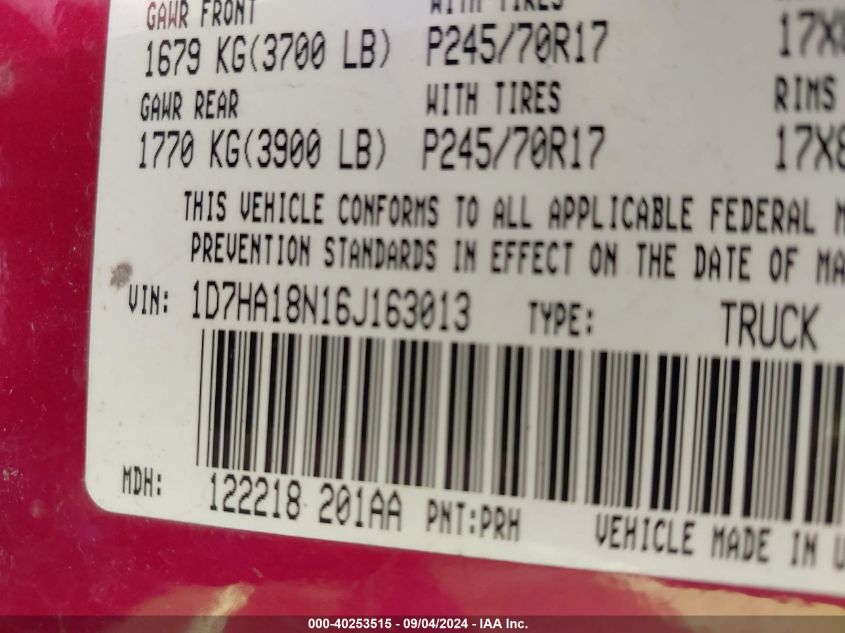 GAWR FRONT WITH TIRES
1679 KG(3700 LB) P245/70R17
GAWR REAR WITH TIRES RIMS
1770 KG(3900 LB) P245/70R17
THIS VEHICLE CONFORMS TO ALL APPLICABLE FEDERAL
PREVENTION STANDARDS IN EFFECT ON THE DATE OF
VIN: 1D7HA18N16J163013 TYPE: TRUCK
MDH: 122218 201AA PNT:PRH VEHICLE MADE IN
000-40253515 - 09/04/2024 - IAA Inc.